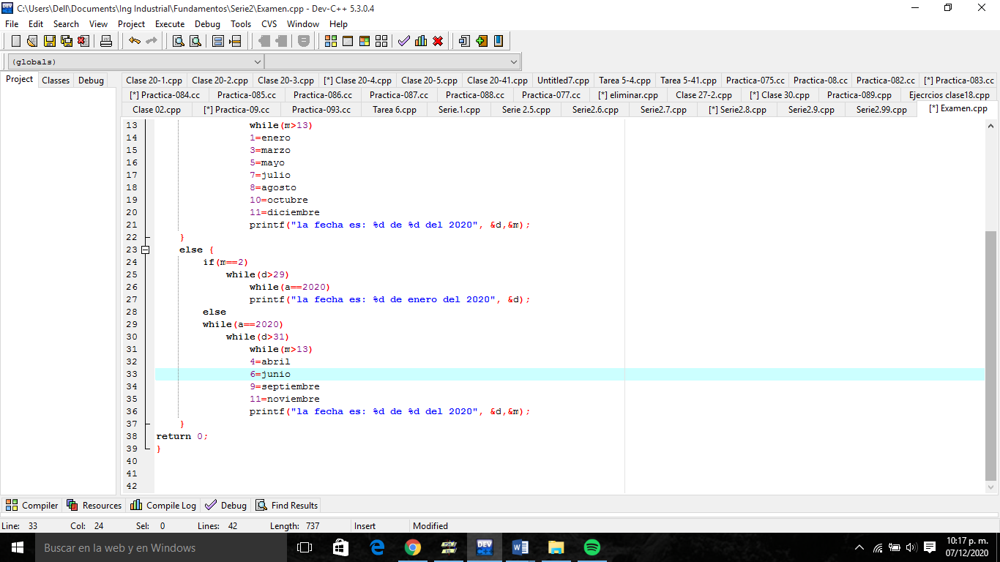 C:\Users\Dell\Documents\Ing Industrial\Fundamentos\Serie2\Examen.cpp - Dev-C++ 5.3.0.4
File Edit Search View Project Execute Debug Tools CVS Window Help
(globals)
Project Classes Debug
Clase 20-1.cpp Clase 20-2.cpp Clase 20-3.cpp [*] Clase 20-4.cpp Clase 20-5.cpp Clase 20-41.cpp Untitled7.cpp Tarea 5-4.cpp Tarea 5-41.cpp Practica-075.cc Practica-08.cc Practica-082.cc [*] Practica-083.cc
[*] Practica-084.cc Practica-085.cc Practica-086.cc Practica-087.cc Practica-088.cc Practica-077.cc [*] eliminar.cpp Clase 27-2.cpp [*] Clase 30.cpp Practica-089.cpp Ejecrcios clase18.cpp
Clase 02.cpp [*] Practica-09.cc Practica-093.cc Tarea 6.cpp Serie.1.cpp Serie 2.5.cpp Serie2.6.cpp Serie2.7.cpp [*] Serie2.8.cpp Serie2.9.cpp Serie2.99.cpp [*] Examen.cpp
13 while(m>13)
14 1=enero
15 3=marzo
16 5=mayo
17 7=julio
18 8=agosto
19 10=octubre
20 11=diciembre
21 printf("la fecha es: %d de %d del 2020", &d,&m);
22 }
23 else {
24 if(m==2)
25 while(d>29)
26 while(a==2020)
27 printf("la fecha es: %d de enero del 2020", &d);
28 else
29 while(a==2020)
30 while(d>31)
31 while(m>13)
32 4=abril
33 6=junio
34 9=septiembre
35 11=noviembre
36 printf("la fecha es: %d de %d del 2020", &d,&m);
37 }
38 return 0;
39 }
40
41
42
Compiler Resources Compile Log Debug Find Results
Line: 33 Col: 24 Sel: 0 Lines: 42 Length: 737 Insert Modified
Buscar en la web y en Windows
10:17 p. m.
07/12/2020